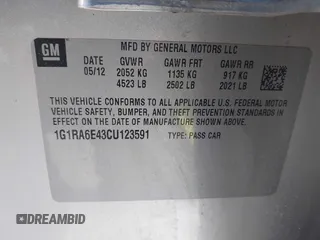 GM
MFD BY GENERAL MOTORS LLC
DATE GVWR GAWR FRT GAWR RR
05/12 2052 KG 1135 KG 917 KG
4523 LB 2502 LB 2021 LB
THIS VEHICLE CONFORMS TO ALL APPLICABLE U.S. FEDERAL MOTOR
VEHICLE SAFETY, BUMPER, AND THEFT PREVENTION STANDARDS IN
EFFECT ON THE DATE OF MANUFACTURE SHOWN ABOVE.
1G1RA6E43CU123591 TYPE: PASS CAR
DREAMBID